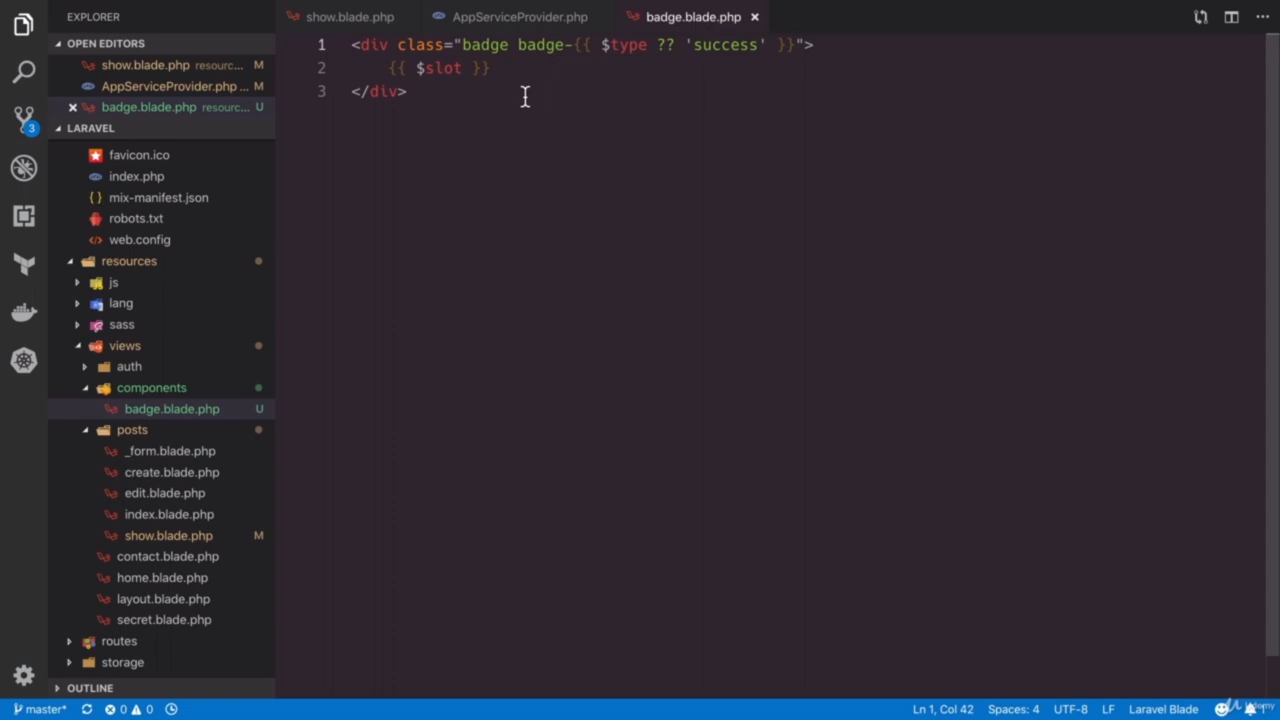 EXPLORER
show.blade.php
AppServiceProvider.php
badge.blade.php ×
OPEN EDITORS
show.blade.php resourc... M
AppServiceProvider.php ... M
× badge.blade.php resourc... U
LARAVEL
favicon.ico
index.php
{ } mix-manifest.json
robots.txt
web.config
resources
js
lang
sass
views
auth
components
badge.blade.php U
posts
_form.blade.php
create.blade.php
edit.blade.php
index.blade.php
show.blade.php M
contact.blade.php
home.blade.php
layout.blade.php
secret.blade.php
routes
storage
OUTLINE
3
1 <div class="badge badge-{{ $type ?? 'success' }}">
2 {{ $slot }}
3 </div>
master* 0 0
Ln 1, Col 42 Spaces: 4 UTF-8 LF Laravel Blade
Udemy